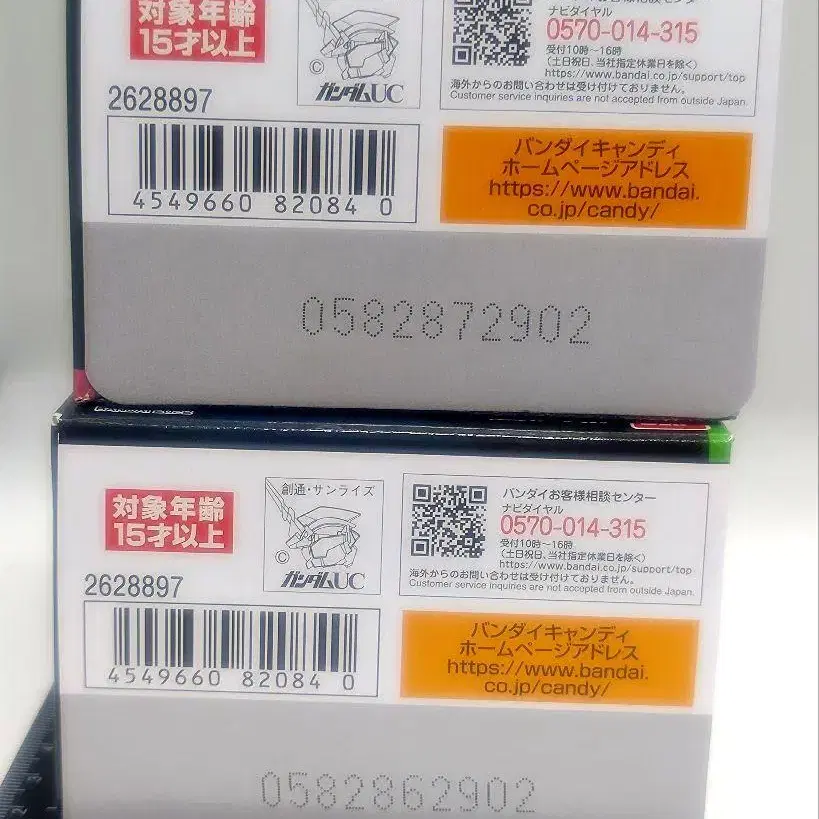 対象年齢
15才以上
©
ガンダムUC
ナビダイヤル
0570-014-315
受付10時〜16時
(土日祝日、当社指定休業日を除く)
https://www.bandai.co.jp/support/top
海外からのお問い合わせは受け付けておりません。
Customer service inquiries are not accepted from outside Japan.
2628897
4549660 82084 0
バンダイキャンディ
ホームページアドレス
https://www.bandai.
co.jp/candy/
0582872902
対象年齢
15才以上
創通・サンライズ
©
ガンダムUC
バンダイお客様相談センター
ナビダイヤル
0570-014-315
受付10時〜16時
(土日祝日、当社指定休業日を除く)
https://www.bandai.co.jp/support/top
海外からのお問い合わせは受け付けておりません。
Customer service inquiries are not accepted from outside Japan.
2628897
4549660 82084 0
バンダイキャンディ
ホームページアドレス
https://www.bandai.
co.jp/candy/
0582862902